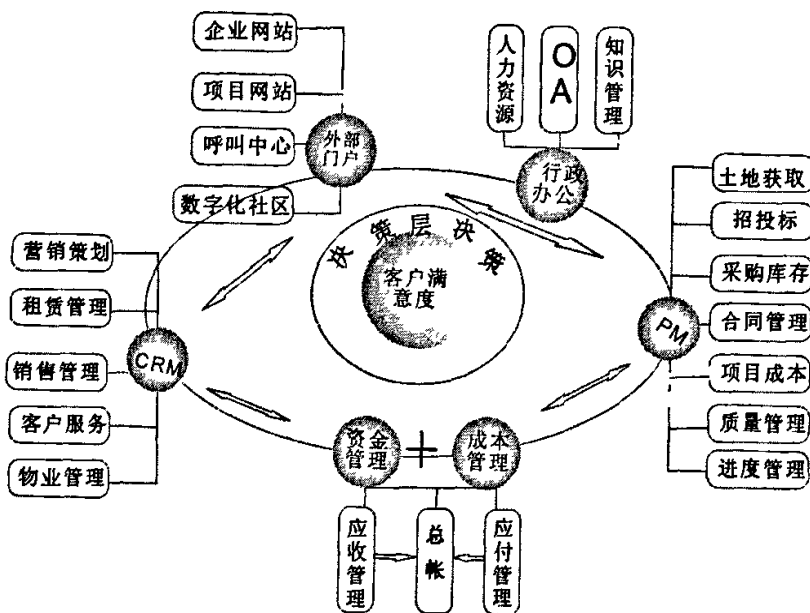 企业网站
项目网站
呼叫中心
数字化社区
外部
门户
人力资源
OA
知识管理
行政
办公
土地获取
招投标
采购库存
合同管理
项目成本
质量管理
进度管理
PM
决策层决策
客户满
意度
营销策划
租赁管理
销售管理
客户服务
物业管理
CRM
资金
管理
+
成本
管理
应收管理
总帐
应付管理